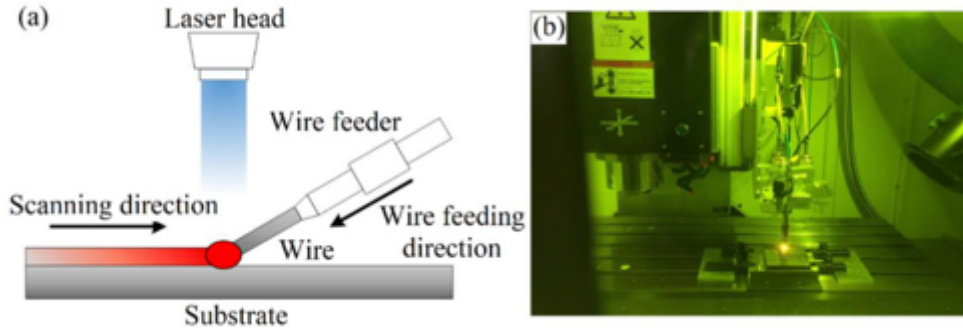 (a)
Laser head
Wire feeder
Scanning direction
Wire feeding
direction
Wire
Substrate
(b)